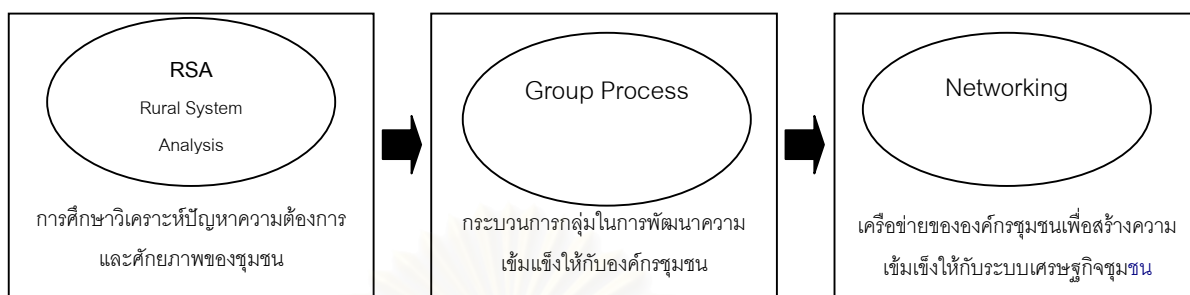 RSA
Rural System
Analysis
การศึกษาวิเคราะห์ปัญหาความต้องการ
และศักยภาพของชุมชน
Group Process
กระบวนการกลุ่มในการพัฒนาความ
เข้มแข็งให้กับองค์กรชุมชน
Networking
เครือข่ายขององค์กรชุมชนเพื่อสร้างความ
เข้มเข็งให้กับระบบเศรษฐกิจชุมชน